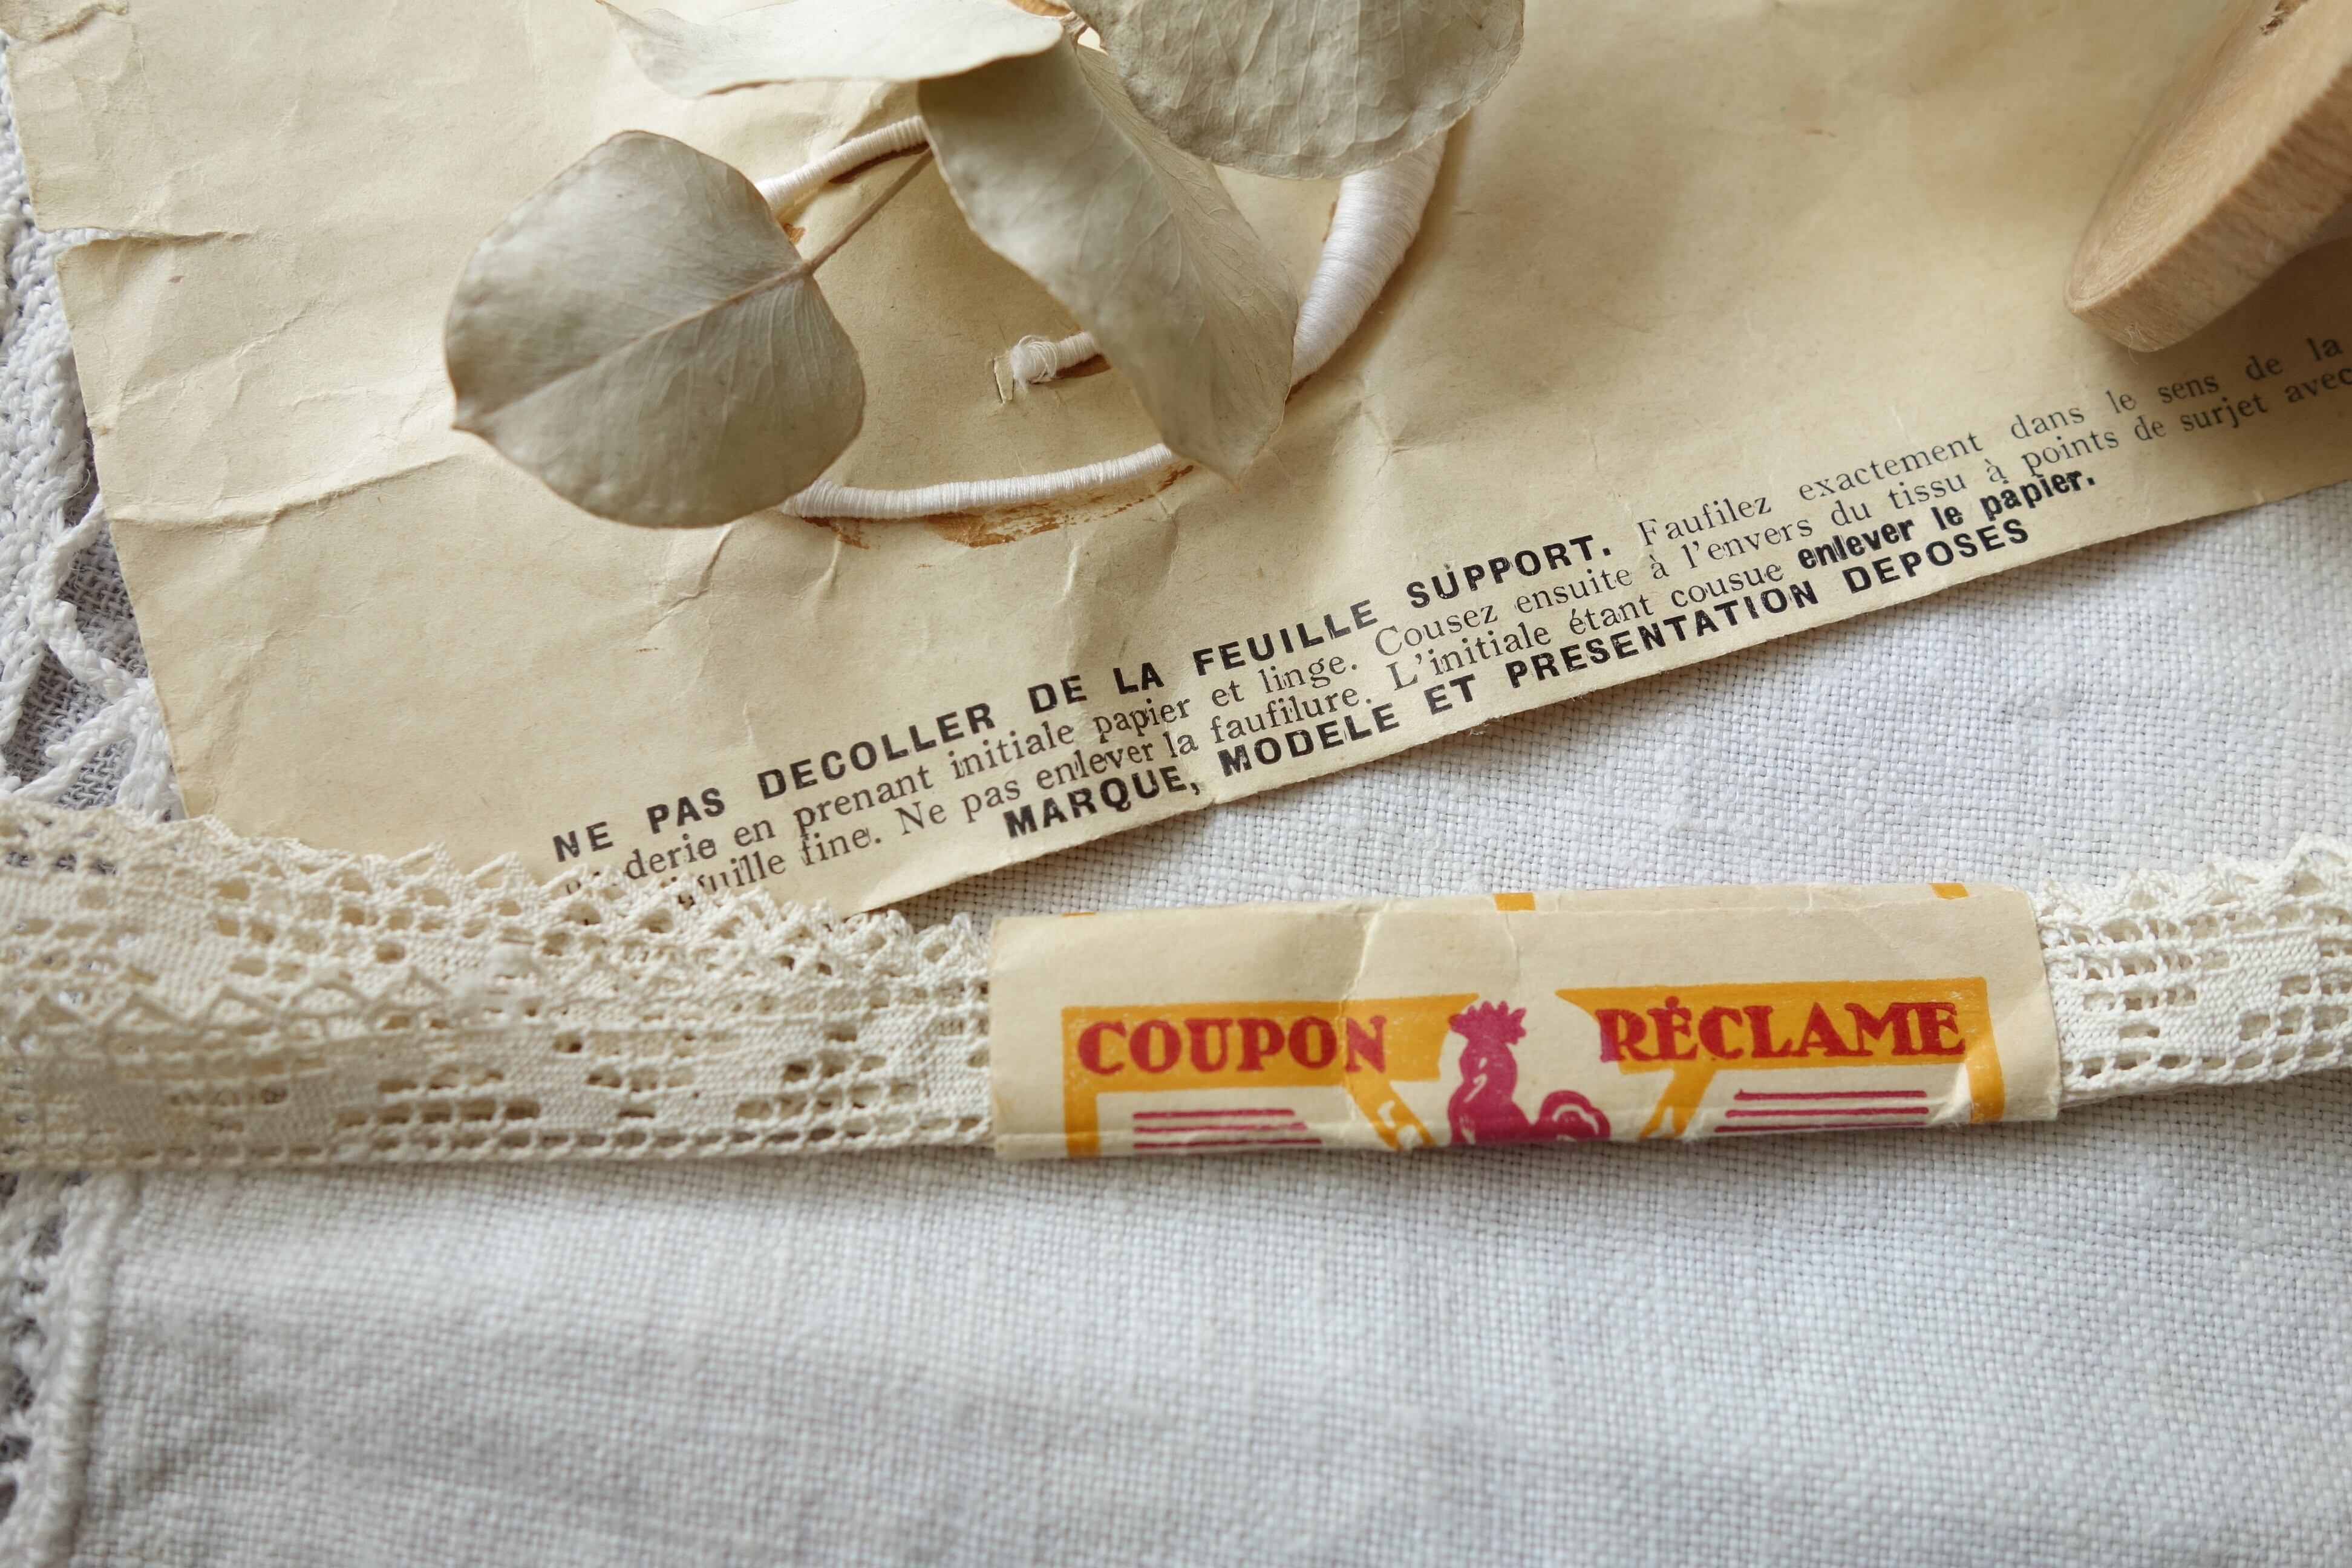 NE PAS DECOLLER DE LA FEUILLE SUPPORT. Faufilez exactement dans le sens de la
derie en prenant initiale papier et linge. Cousez ensuite à l'envers du tissu à points de surjet avec
fine. Ne pas enlever la faufilure. L'initiale étant cousue enlever le papier.
MARQUE, MODELE ET PRESENTATION DEPOSES
COUPON RÉCLAME